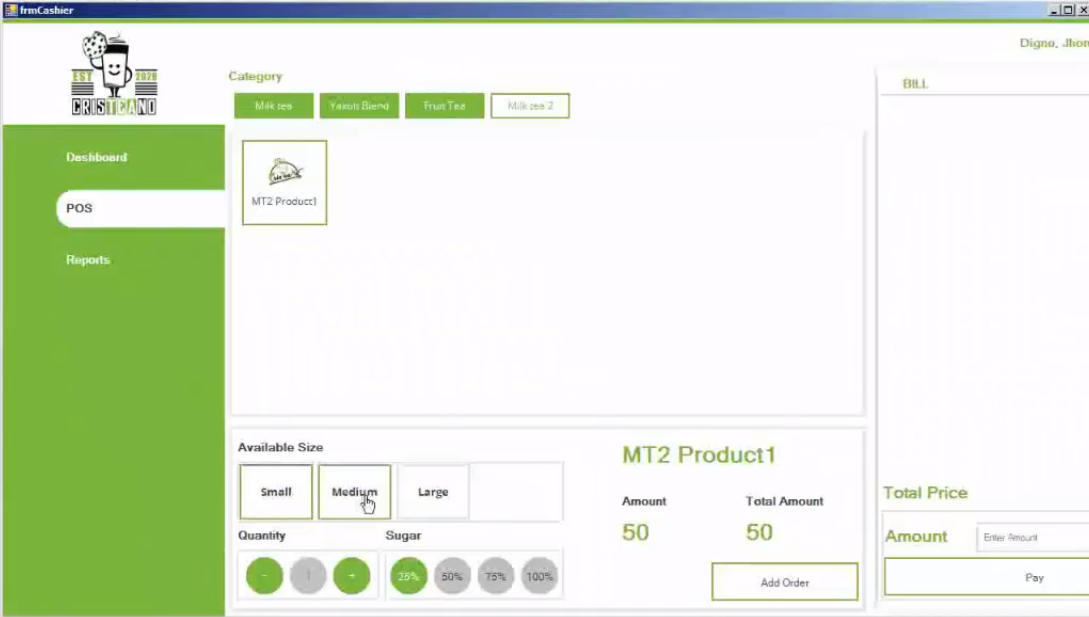 frmCashier
EST 2020
CRISTEANO
Digno, Jhon
Category
BILL
Milk tea
Yakult Blend
Fruit Tea
Milk tea 2
Dashboard
POS
Reports
MT2 Product1
Available Size
Small
Medium
Large
MT2 Product1
Amount
Total Amount
50
50
Quantity
Sugar
-
1
+
25%
50%
75%
100%
Add Order
Total Price
Amount
Enter Amount
Pay